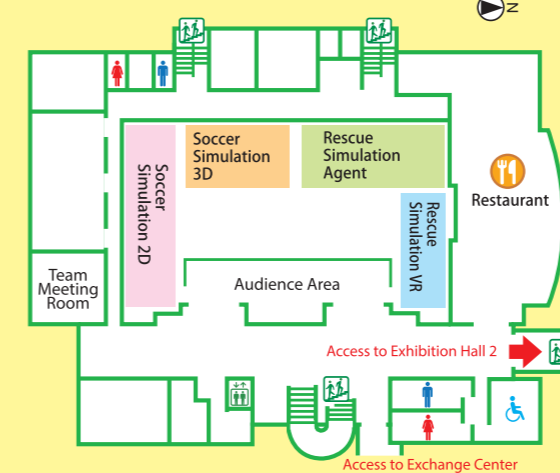 N
Soccer
Simulation
3D
Rescue
Simulation
Agent
Soccer
Simulation 2D
Rescue
Simulation VR
Restaurant
Team
Meeting
Room
Audience Area
Access to Exhibition Hall 2
Access to Exchange Center